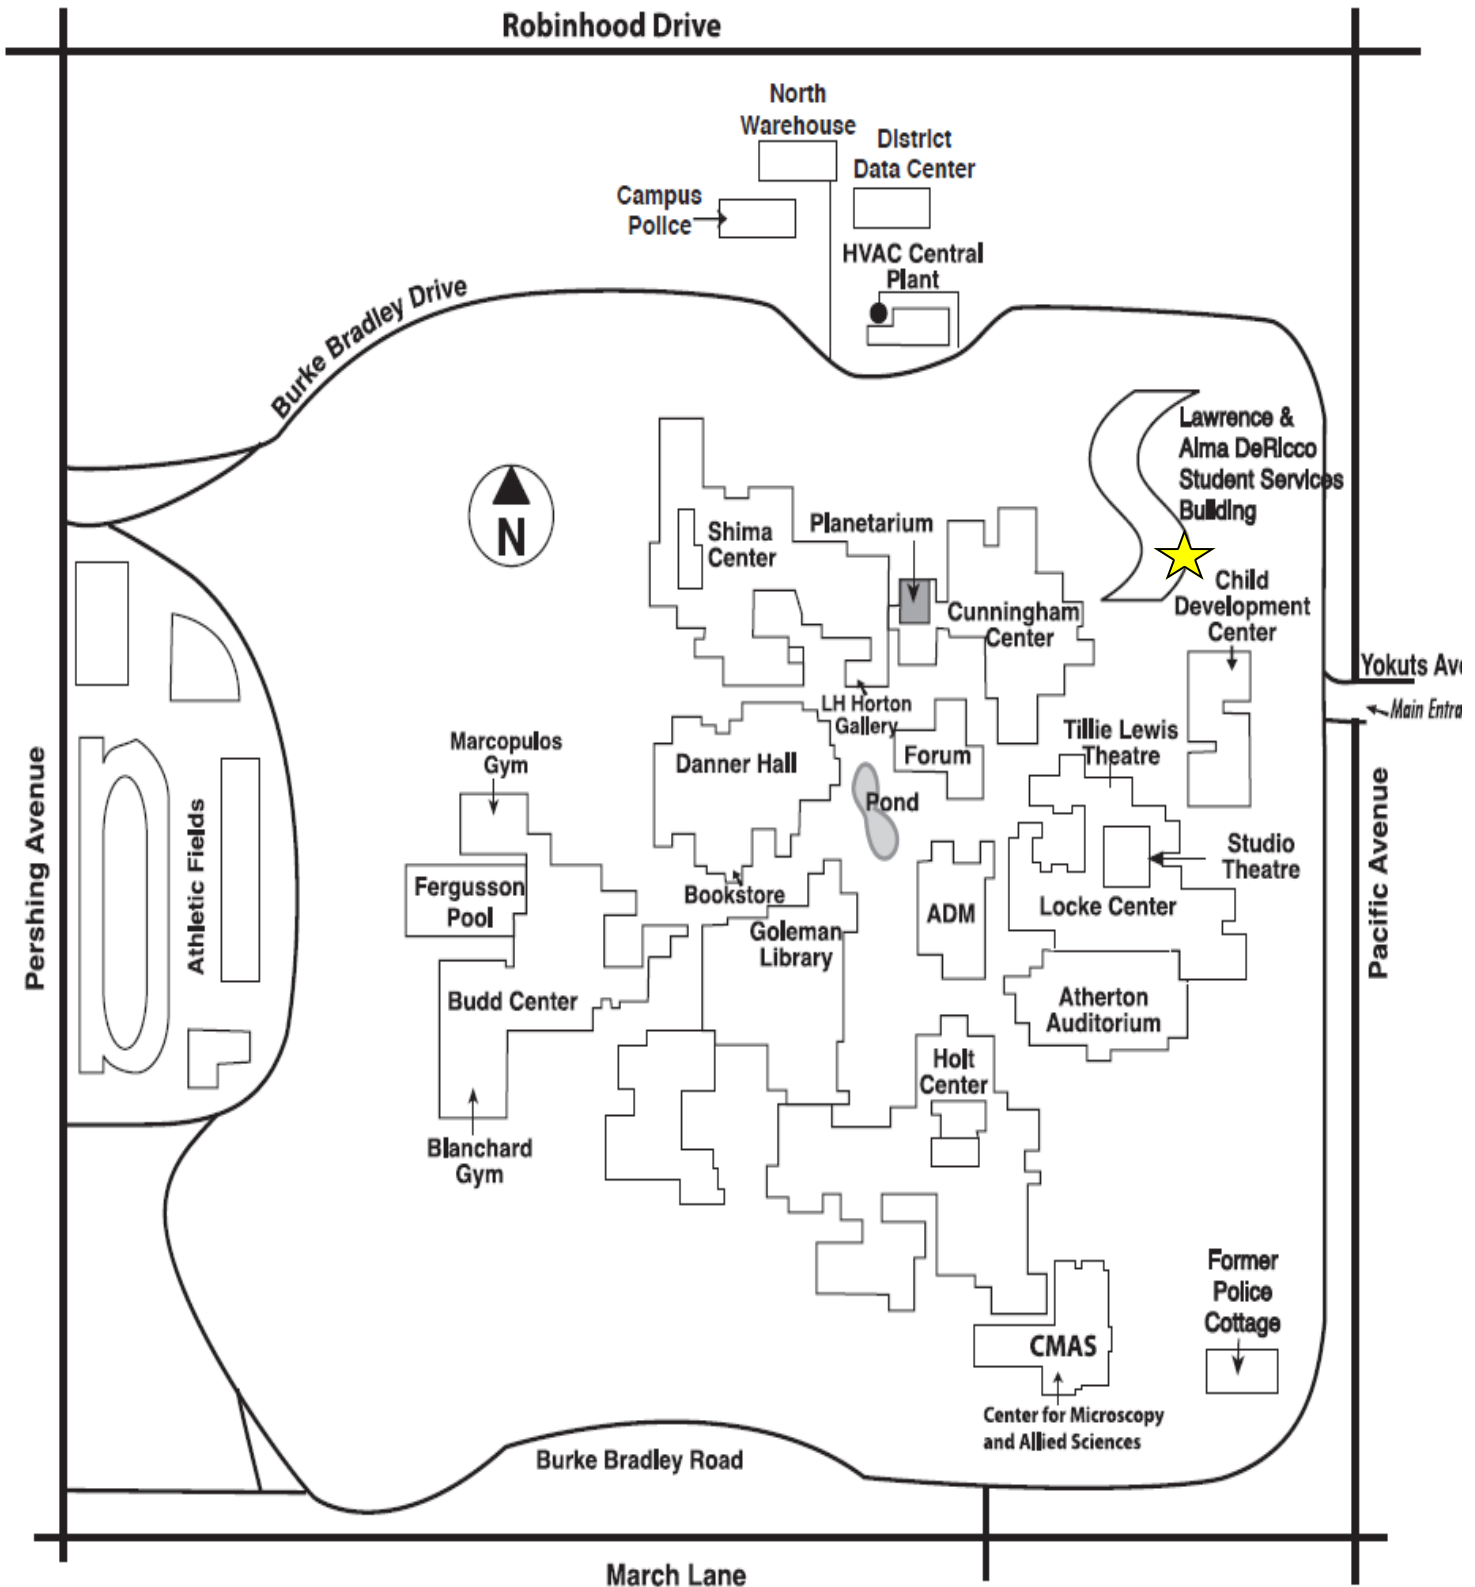 Robinhood Drive
North
Warehouse
District
Data Center
Campus
Police
HVAC Central
Plant
Burke Bradley Drive
Lawrence &
Alma DeRicco
Student Services
Building
N
Shima
Center
Planetarium
Cunningham
Center
Child
Development
Center
Yokuts Ave
Main Entra
LH Horton
Gallery
Marcopulos
Gym
Danner Hall
Forum
Tillie Lewis
Theatre
Pond
Pershing Avenue
Athletic Fields
Pacific Avenue
Studio
Theatre
Fergusson
Pool
Bookstore
Goleman
Library
ADM
Locke Center
Budd Center
Atherton
Auditorium
Holt
Center
Blanchard
Gym
Former
Police
Cottage
CMAS
Center for Microscopy
and Allied Sciences
Burke Bradley Road
March Lane